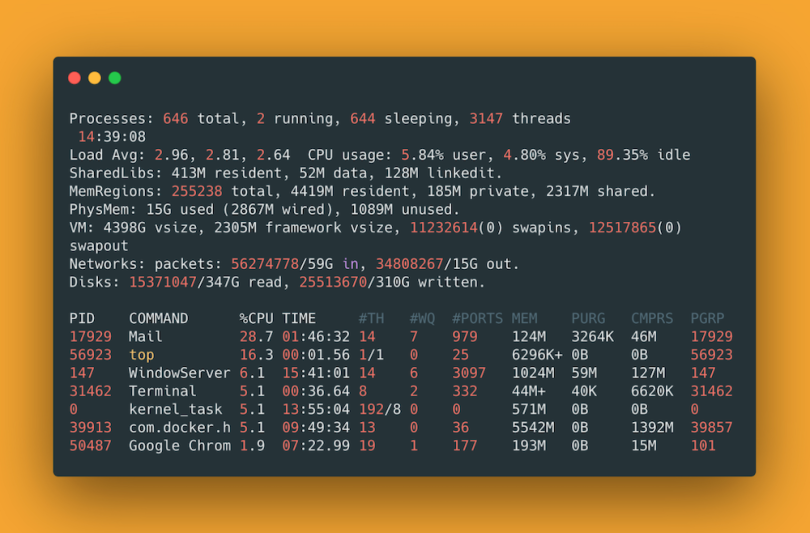 Processes: 646 total, 2 running, 644 sleeping, 3147 threads
14:39:08
Load Avg: 2.96, 2.81, 2.64  CPU usage: 5.84% user, 4.80% sys, 89.35% idle
SharedLibs: 413M resident, 52M data, 128M linkedit.
MemRegions: 255238 total, 4419M resident, 185M private, 2317M shared.
PhysMem: 15G used (2867M wired), 1089M unused.
VM: 4398G vsize, 2305M framework vsize, 11232614(0) swapins, 12517865(0)
swapout
Networks: packets: 56274778/59G in, 34808267/15G out.
Disks: 15371047/347G read, 25513670/310G written.
PID    COMMAND      %CPU TIME     #TH   #WQ  #PORTS MEM    PURG   CMPRS  PGRP
17929  Mail         28.7 01:46:32 14    7    979    124M   3264K  46M    17929
56923  top          16.3 00:01.56 1/1   0    25     6296K+ 0B     0B     56923
147    WindowServer 6.1  15:41:01 14    6    3097   1024M  59M    127M   147
31462  Terminal     5.1  00:36.64 8     2    332    44M+   40K    6620K  31462
0      kernel_task  5.1  13:55:04 192/8 0    0      571M   0B     0B     0
39913  com.docker.h 5.1  09:49:34 13    0    36     5542M  0B     1392M  39857
50487  Google Chrom 1.9  07:22.99 19    1    177    193M   0B     15M    101